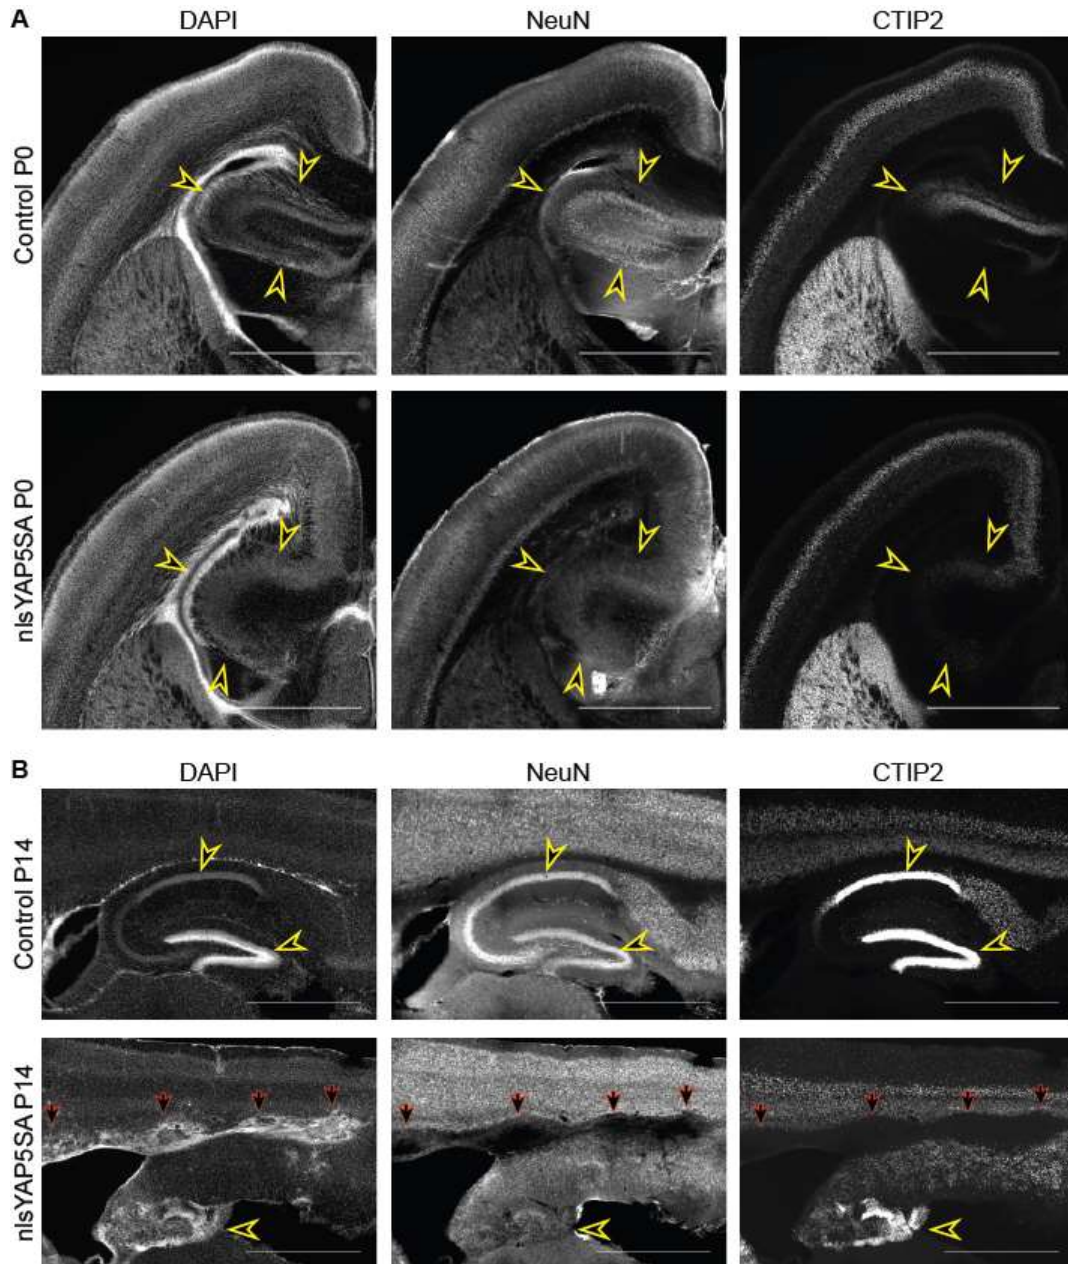 A
DAPI NeuN CTIP2
Control P0
nlsYAP5SA P0
B
DAPI NeuN CTIP2
Control P14
nlsYAP5SA P14